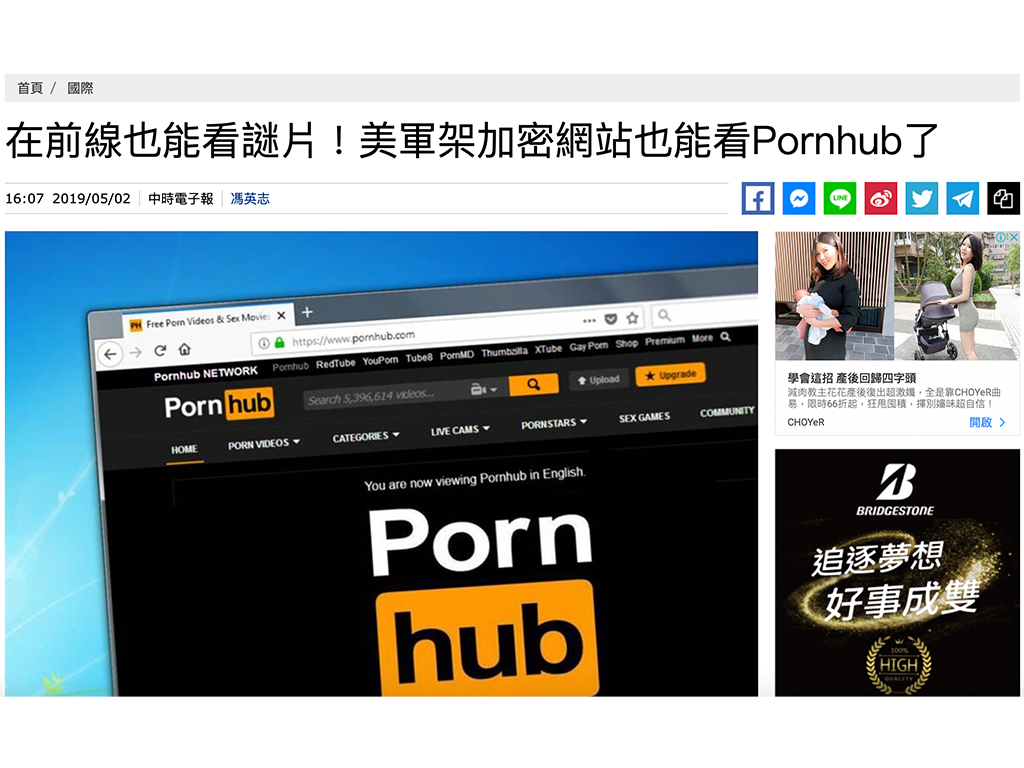 首頁 / 國際
在前線也能看謎片！美軍架加密網站也能看Pornhub了
16:07 2019/05/02 中時電子報 馮英志
LINE
PH Free Porn Videos & Sex Movies
https://www.pornhub.com
Pornhub NETWORK Pornhub RedTube YouPorn Tube8 PornMD Thumbzilla XTube Gay Porn Shop Premium More
Porn hub
Search 5,396,614 videos...
Upload
Upgrade
HOME PORN VIDEOS CATEGORIES LIVE CAMS PORNSTARS SEX GAMES COMMUNITY
You are now viewing Pornhub in English.
Porn
hub
學會這招 產後回歸四字頭
減肉教主花花產後復出超激孅，全是靠CHOYeR曲
易，限時66折起，狂甩囤積，揮別嬸味超自信！
CHOYeR 開啟
BRIDGESTONE
追逐夢想
好事成雙
100%
HIGH
QUALITY